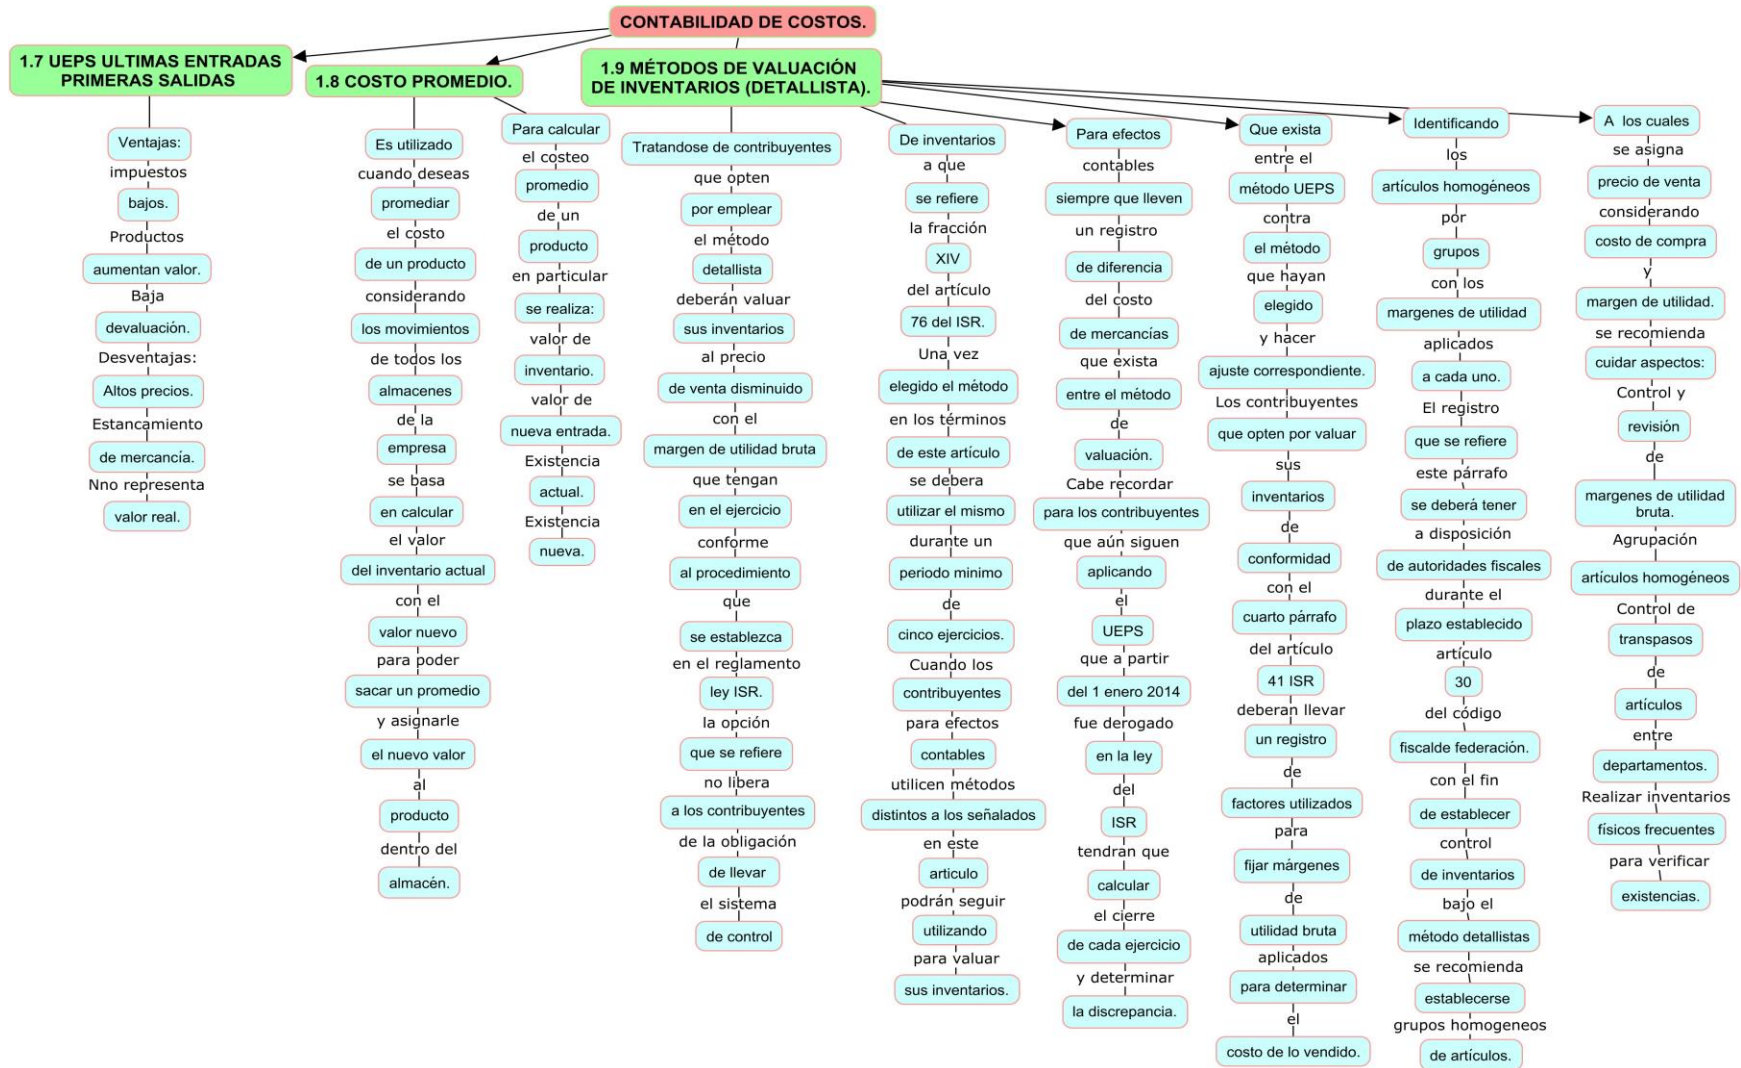 CONTABILIDAD DE COSTOS.
1.7 UEPS ULTIMAS ENTRADAS
PRIMERAS SALIDAS
Ventajas:
impuestos
bajos.
Productos
aumentan valor.
Baja
devaluación.
Desventajas:
Altos precios.
Estancamiento
de mercancía.
Nno representa
valor real.
1.8 COSTO PROMEDIO.
Es utilizado
cuando deseas
promediar
el costo
de un producto
considerando
los movimientos
de todos los
almacenes
de la
empresa
se basa
en calcular
el valor
del inventario actual
con el
valor nuevo
para poder
sacar un promedio
y asignarle
el nuevo valor
al
producto
dentro del
almacén.
Para calcular
el costeo
promedio
de un
producto
en particular
se realiza:
valor de
inventario.
valor de
nueva entrada.
Existencia
actual.
Existencia
nueva.
1.9 MÉTODOS DE VALUACIÓN
DE INVENTARIOS (DETALLISTA).
Tratandose de contribuyentes
que opten
por emplear
el método
detallista
deberán valuar
sus inventarios
al precio
de venta disminuido
con el
margen de utilidad bruta
que tengan
en el ejercicio
conforme
al procedimiento
que
se establezca
en el reglamento
ley ISR.
la opción
que se refiere
no libera
a los contribuyentes
de la obligación
de llevar
el sistema
de control
De inventarios
a que
se refiere
la fracción
XIV
del artículo
76 del ISR.
Una vez
elegido el método
en los términos
de este artículo
se debera
utilizar el mismo
durante un
periodo minimo
de
cinco ejercicios.
Cuando los
contribuyentes
para efectos
contables
utilicen métodos
distintos a los señalados
en este
articulo
podrán seguir
utilizando
para valuar
sus inventarios.
Para efectos
contables
siempre que lleven
un registro
de diferencia
del costo
de mercancías
que exista
entre el método
de
valuación.
Cabe recordar
para los contribuyentes
que aún siguen
aplicando
el
UEPS
que a partir
del 1 enero 2014
fue derogado
en la ley
del
ISR
tendran que
calcular
el cierre
de cada ejercicio
y determinar
la discrepancia.
Que exista
entre el
método UEPS
contra
el método
que hayan
elegido
y hacer
ajuste correspondiente.
Los contribuyentes
que opten por valuar
sus
inventarios
de
conformidad
con el
cuarto párrafo
del artículo
41 ISR
deberan llevar
un registro
de
factores utilizados
para
fijar márgenes
de
utilidad bruta
aplicados
para determinar
el
costo de lo vendido.
Identificando
los
artículos homogéneos
por
grupos
con los
margenes de utilidad
aplicados
a cada uno.
El registro
que se refiere
este párrafo
se deberá tener
a disposición
de autoridades fiscales
durante el
plazo establecido
artículo
30
del código
fiscalde federación.
con el fin
de establecer
control
de inventarios
bajo el
método detallistas
se recomienda
establecerse
grupos homogeneos
de artículos.
A los cuales
se asigna
precio de venta
considerando
costo de compra
y
margen de utilidad.
se recomienda
cuidar aspectos:
Control y
revisión
de
margenes de utilidad
bruta.
Agrupación
artículos homogéneos
Control de
transpasos
de
artículos
entre
departamentos.
Realizar inventarios
físicos frecuentes
para verificar
existencias.